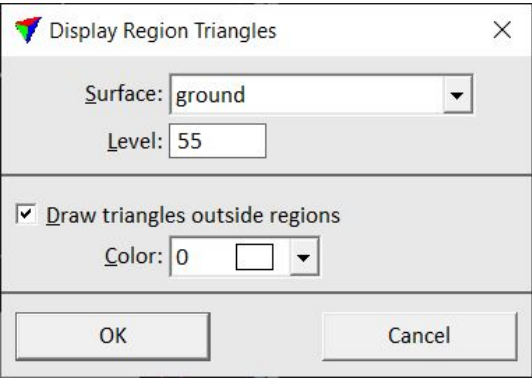 Display Region Triangles
Surface: ground
Level: 55
Draw triangles outside regions
Color: 0
OK Cancel